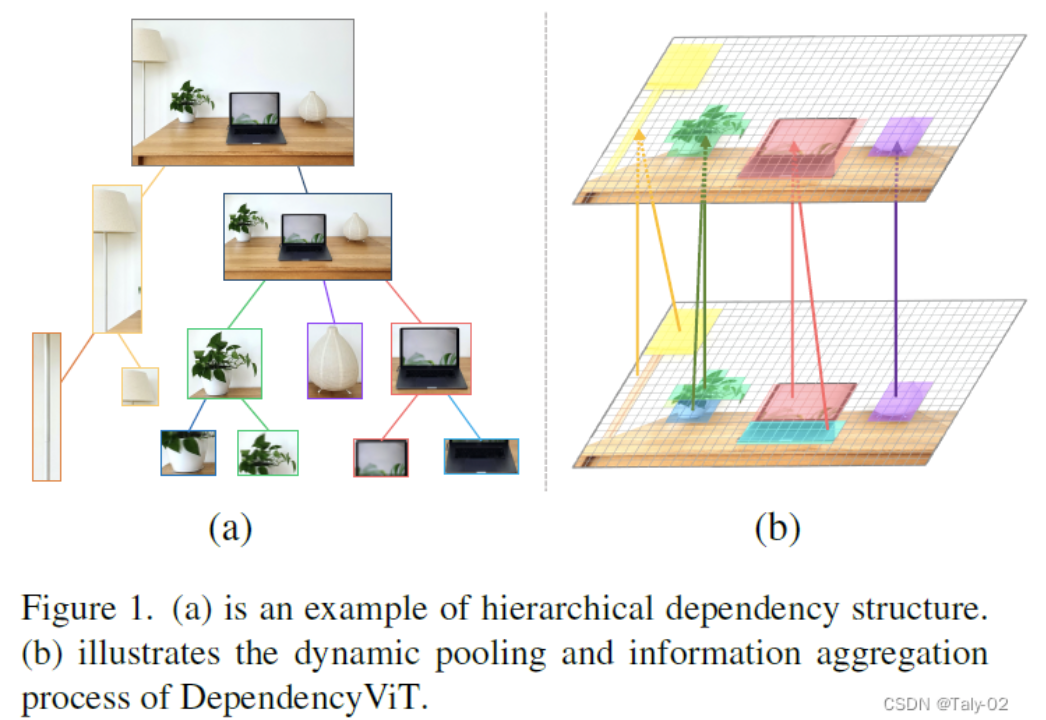 (a)
(b)
Figure 1. (a) is an example of hierarchical dependency structure.
(b) illustrates the dynamic pooling and information aggregation
process of DependencyViT.
CSDN @Taly-02